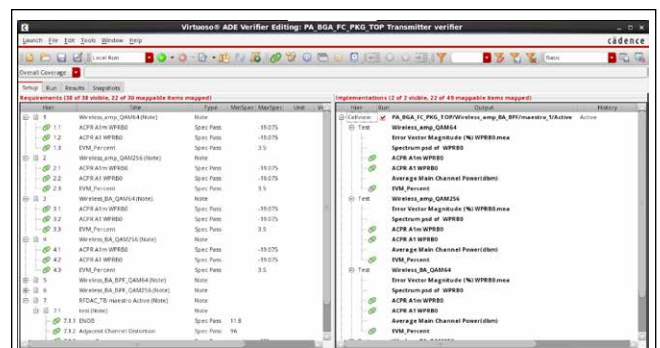 Virtuoso® ADE Verifier Editing: PA_BGA_FC_PKG_TOP Transmitter verifier
Launch File Edit Tools Window Help
cādence
Local Run
Basic
Overall Coverage
Setup Run Results Snapshots
Requirements (38 of 38 visible, 22 of 30 mappable items mapped)
Hier Title Type MinSpec MaxSpec Unit
1 Wireless_amp_QAM64 (Note) Note
1.1 ACPR A1m WPRB0 Spec Pass -19.075
1.2 ACPR A1 WPRB0 Spec Pass -19.075
1.3 EVM_Percent Spec Pass 3.5
2 Wireless_amp_QAM256 (Note) Note
2.1 ACPR A1m WPRB0 Spec Pass -19.075
2.2 ACPR A1 WPRB0 Spec Pass -19.075
2.3 EVM_Percent Spec Pass 3.5
3 Wireless_BA_QAM64 (Note) Note
3.1 ACPR A1m WPRB0 Spec Pass -19.075
3.2 ACPR A1 WPRB0 Spec Pass -19.075
3.3 EVM_Percent Spec Pass 3.5
4 Wireless_BA_QAM256 (Note) Note
4.1 ACPR A1m WPRB0 Spec Pass -19.075
4.2 ACPR A1 WPRB0 Spec Pass -19.075
4.3 EVM_Percent Spec Pass 3.5
5 Wireless_BA_BPF_QAM64 (Note) Note
6 Wireless_BA_BPF_QAM256 (Note) Note
7 RFDAC_TB maestro Active (Note) Note
7.1 test (Note) Note
7.1.1 ENOB Spec Pass 11.8
7.1.2 Adjacent Channel Distortion Spec Pass 96
Implementations (2 of 2 visible, 22 of 49 mappable items mapped)
Hier Run Output History
Cellview PA_BGA_FC_PKG_TOP/Wireless_amp_BA_BPF/maestro_1/Active Active
Test Wireless_amp_QAM64
Error Vector Magnitude (%) WPRB0.mea
Spectrum psd of WPRB0
ACPR A1m WPRB0
ACPR A1 WPRB0
Average Main Channel Power(dbm)
EVM_Percent
Test Wireless_amp_QAM256
Error Vector Magnitude (%) WPRB0.mea
Spectrum psd of WPRB0
ACPR A1m WPRB0
ACPR A1 WPRB0
Average Main Channel Power(dbm)
EVM_Percent
Test Wireless_BA_QAM64
Error Vector Magnitude (%) WPRB0.mea
Spectrum psd of WPRB0
ACPR A1m WPRB0
ACPR A1 WPRB0
Average Main Channel Power(dbm)
EVM_Percent